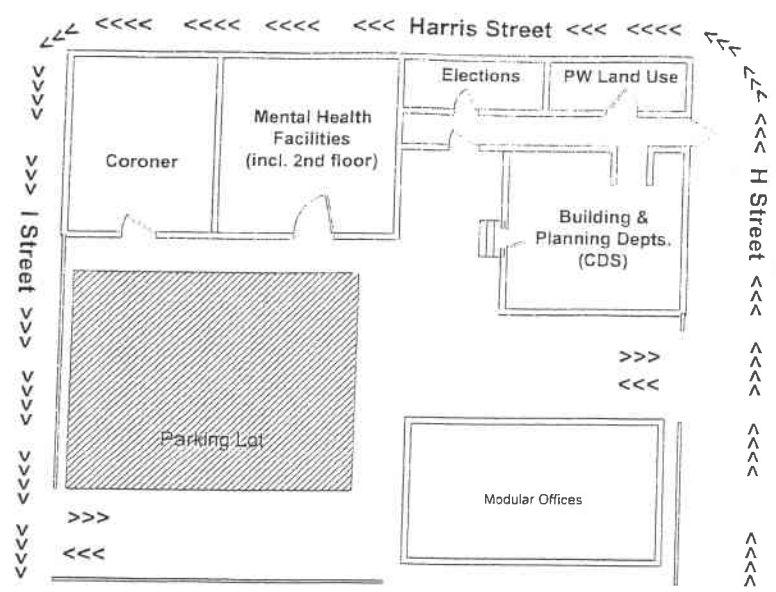 <<<< <<<< <<<< <<< Harris Street <<< <<<< <<<<
Elections
PW Land Use
Mental Health
Facilities
(incl. 2nd floor)
Coroner
I Street
H Street
Building &
Planning Depts.
(CDS)
>>>
<<<
Parking Lot
Modular Offices
>>>
<<<